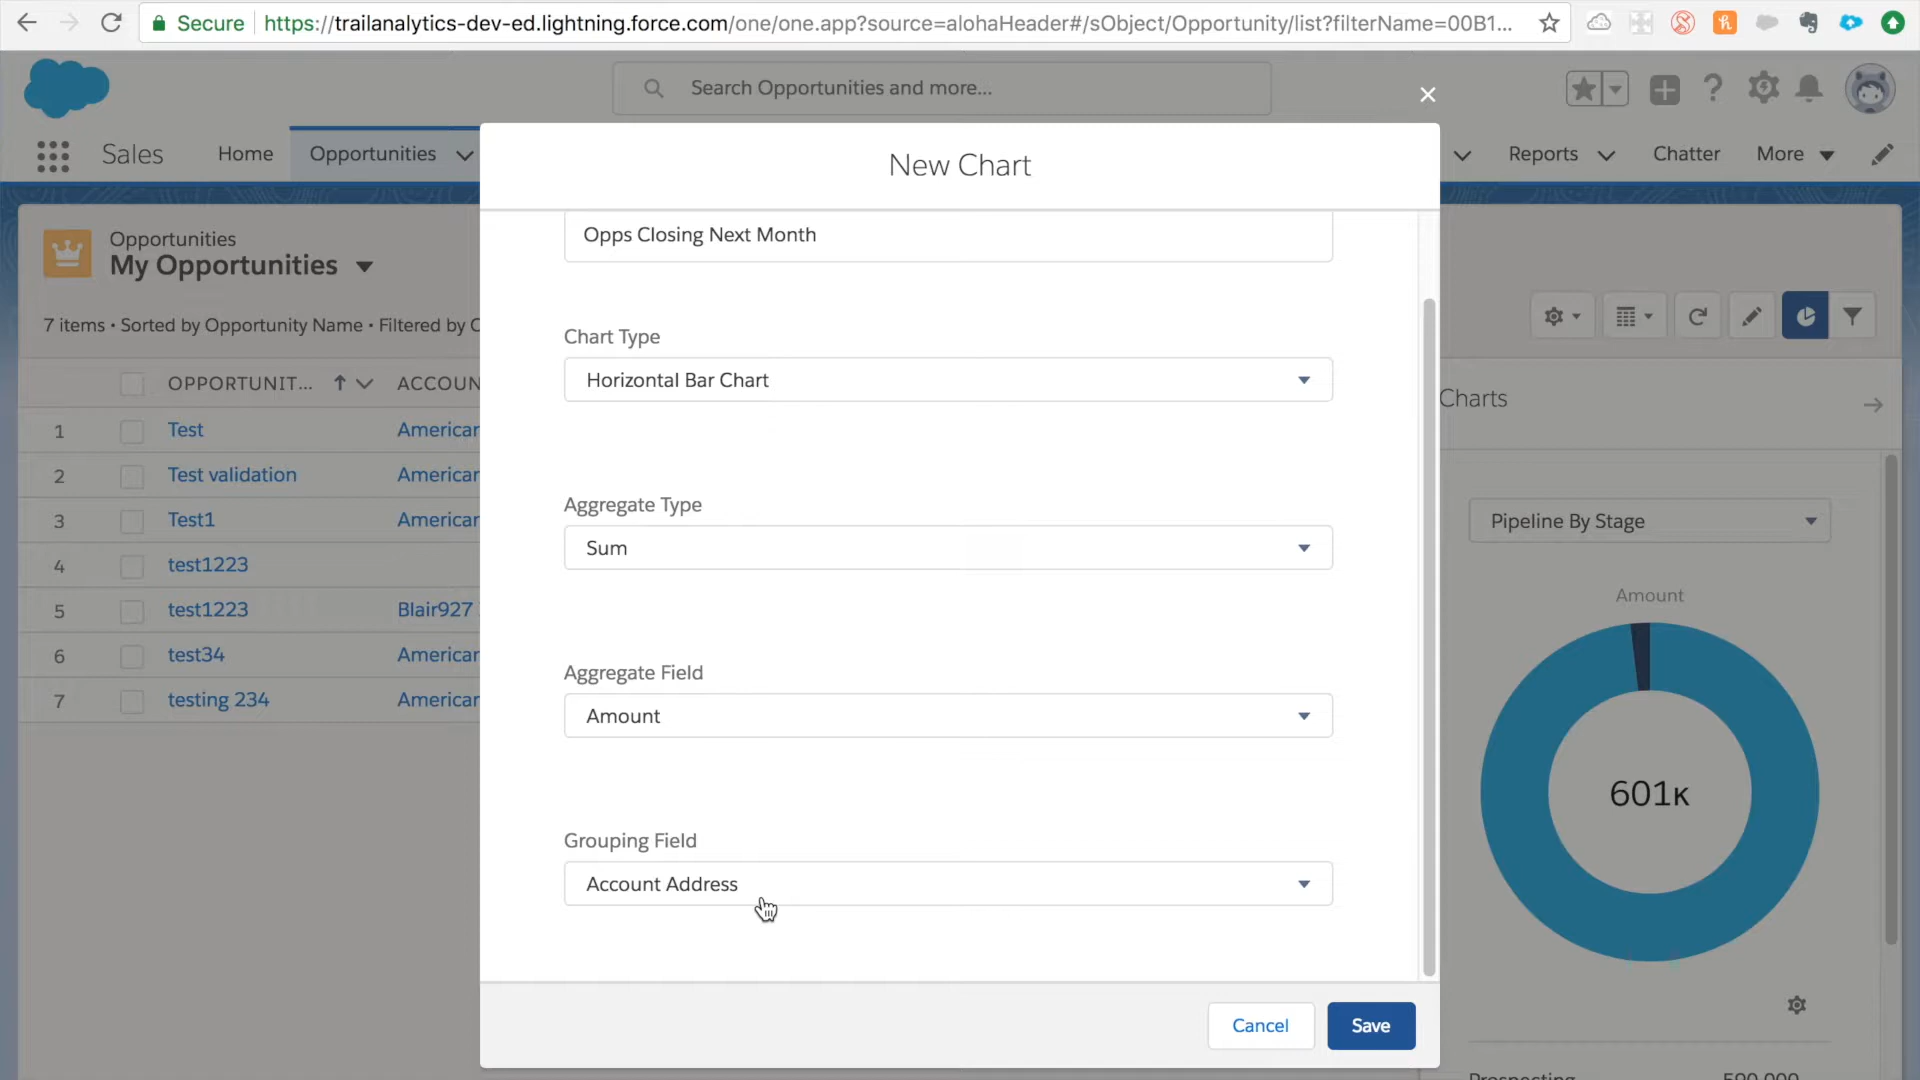 Secure
https://trailanalytics-dev-ed.lightning.force.com/one/one.app?source=alohaHeader#/sObject/Opportunity/list?filterName=00B1...
Search Opportunities and more...
Sales
Home
Opportunities
Reports
Chatter
More
New Chart
Opportunities
My Opportunities
7 items • Sorted by Opportunity Name • Filtered by
OPPORTUNIT...
ACCOUN
1
Test
American
2
Test validation
American
3
Test1
American
4
test1223
5
test1223
Blair927
6
test34
American
7
testing 234
American
Opps Closing Next Month
Chart Type
Horizontal Bar Chart
Aggregate Type
Sum
Aggregate Field
Amount
Grouping Field
Account Address
Cancel
Save
Charts
Pipeline By Stage
Amount
601K
Prospecting
590,000